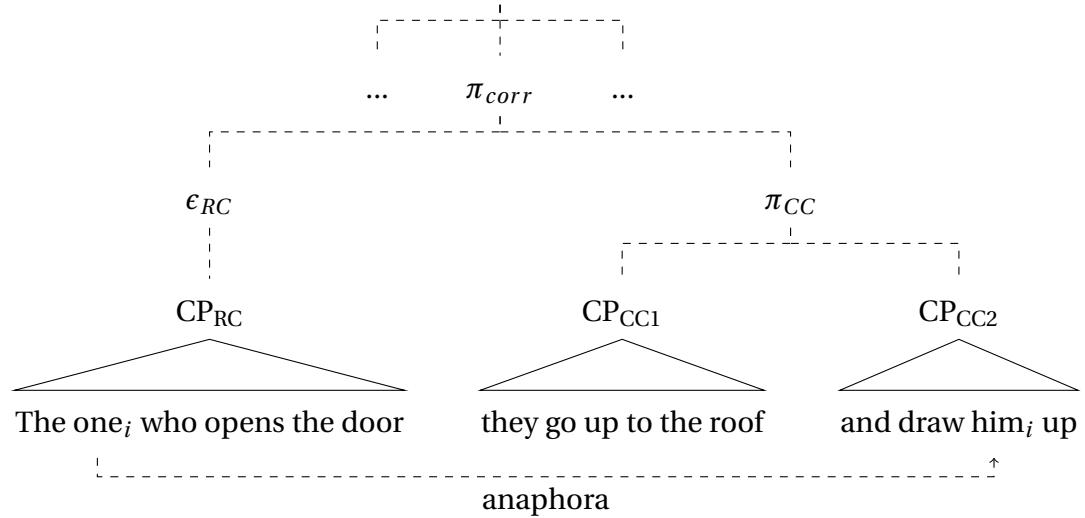 ... π_corr ...
ϵ_RC π_CC
CP_RC CP_CC1 CP_CC2
The one_i who opens the door they go up to the roof and draw him_i up
anaphora